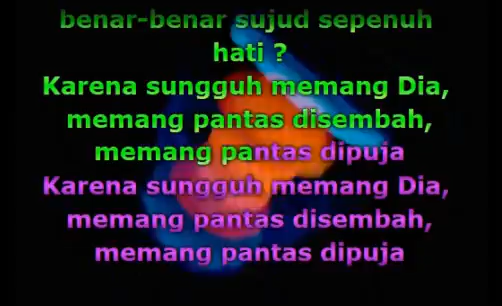 benar-benar sujud sepenuh
hati ?
Karena sungguh memang Dia,
memang pantas disembah,
memang pantas dipuja
Karena sungguh memang Dia,
memang pantas disembah,
memang pantas dipuja